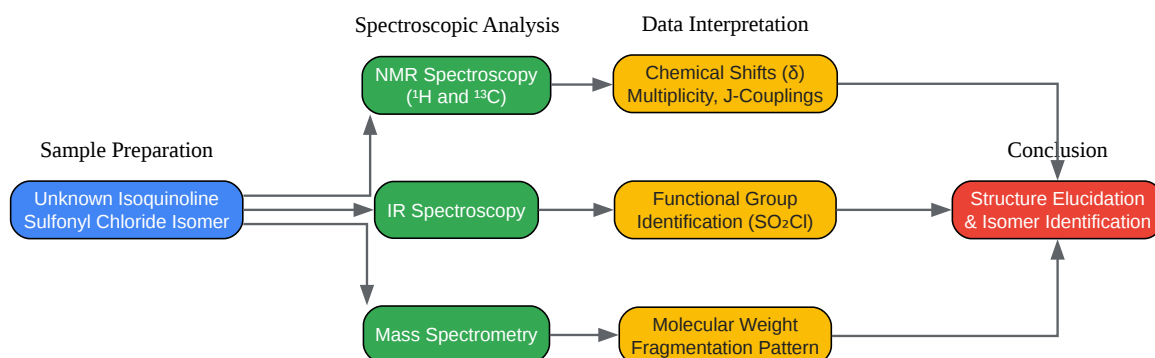 Spectroscopic Analysis
Data Interpretation
NMR Spectroscopy
(¹H and ¹³C)
Chemical Shifts (δ)
Multiplicity, J-Couplings
Sample Preparation
Conclusion
Unknown Isoquinoline
Sulfonyl Chloride Isomer
IR Spectroscopy
Functional Group
Identification (SO₂Cl)
Structure Elucidation
& Isomer Identification
Mass Spectrometry
Molecular Weight
Fragmentation Pattern